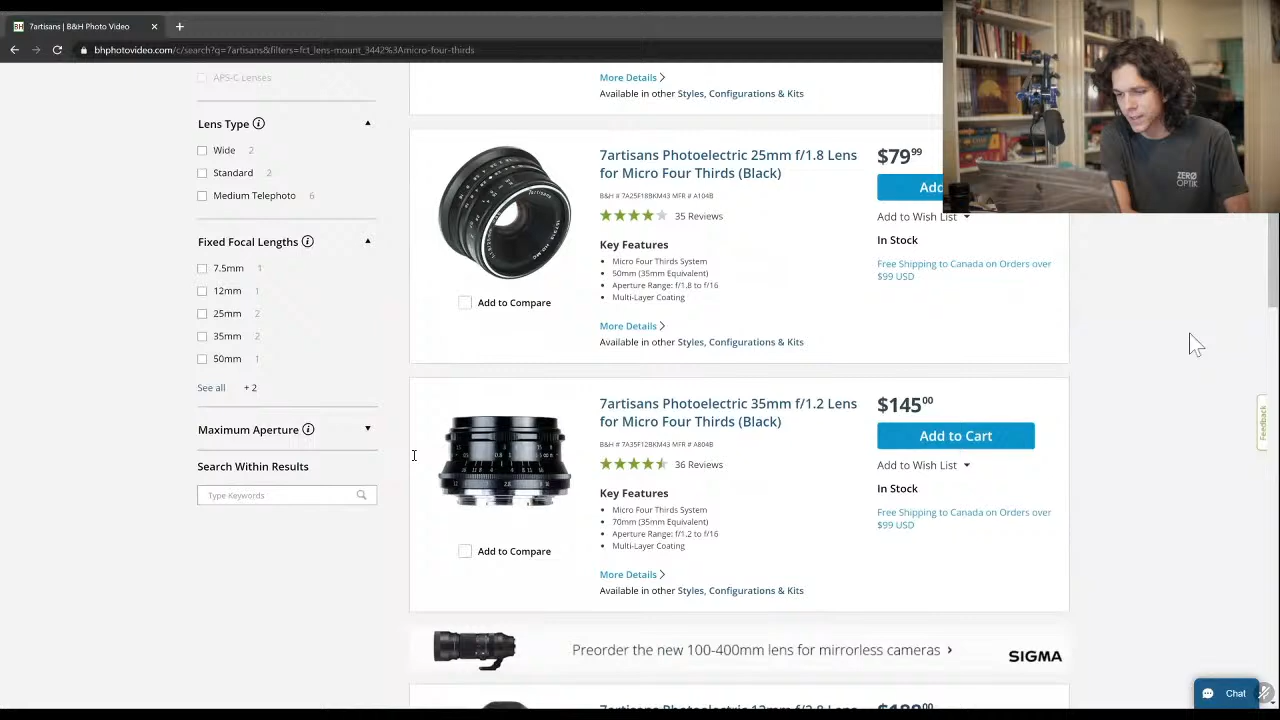 7artisans | B&H Photo Video
bhphotovideo.com/c/search?q=7artisans&filters=fct_lens-mount_3442%3Amicro-four-thirds
APS-C Lenses
Lens Type
Wide 2
Standard 2
Medium Telephoto 6
Fixed Focal Lengths
7.5mm 1
12mm 1
25mm 2
35mm 2
50mm 1
See all + 2
Maximum Aperture
Search Within Results
Type Keywords
More Details
Available in other Styles, Configurations & Kits
7artisans Photoelectric 25mm f/1.8 Lens
for Micro Four Thirds (Black)
B&H # 7A25F18BKM43 MFR # A104B
35 Reviews
Key Features
Micro Four Thirds System
50mm (35mm Equivalent)
Aperture Range: f/1.8 to f/16
Multi-Layer Coating
Add to Compare
More Details
Available in other Styles, Configurations & Kits
$79.99
Add
Add to Wish List
In Stock
Free Shipping to Canada on Orders over
$99 USD
7artisans Photoelectric 35mm f/1.2 Lens
for Micro Four Thirds (Black)
B&H # 7A35F12BKM43 MFR # A804B
36 Reviews
Key Features
Micro Four Thirds System
70mm (35mm Equivalent)
Aperture Range: f/1.2 to f/16
Multi-Layer Coating
Add to Compare
More Details
Available in other Styles, Configurations & Kits
$145.00
Add to Cart
Add to Wish List
In Stock
Free Shipping to Canada on Orders over
$99 USD
Preorder the new 100-400mm lens for mirrorless cameras
SIGMA
Feedback
Chat
ZERØ
OPTIK